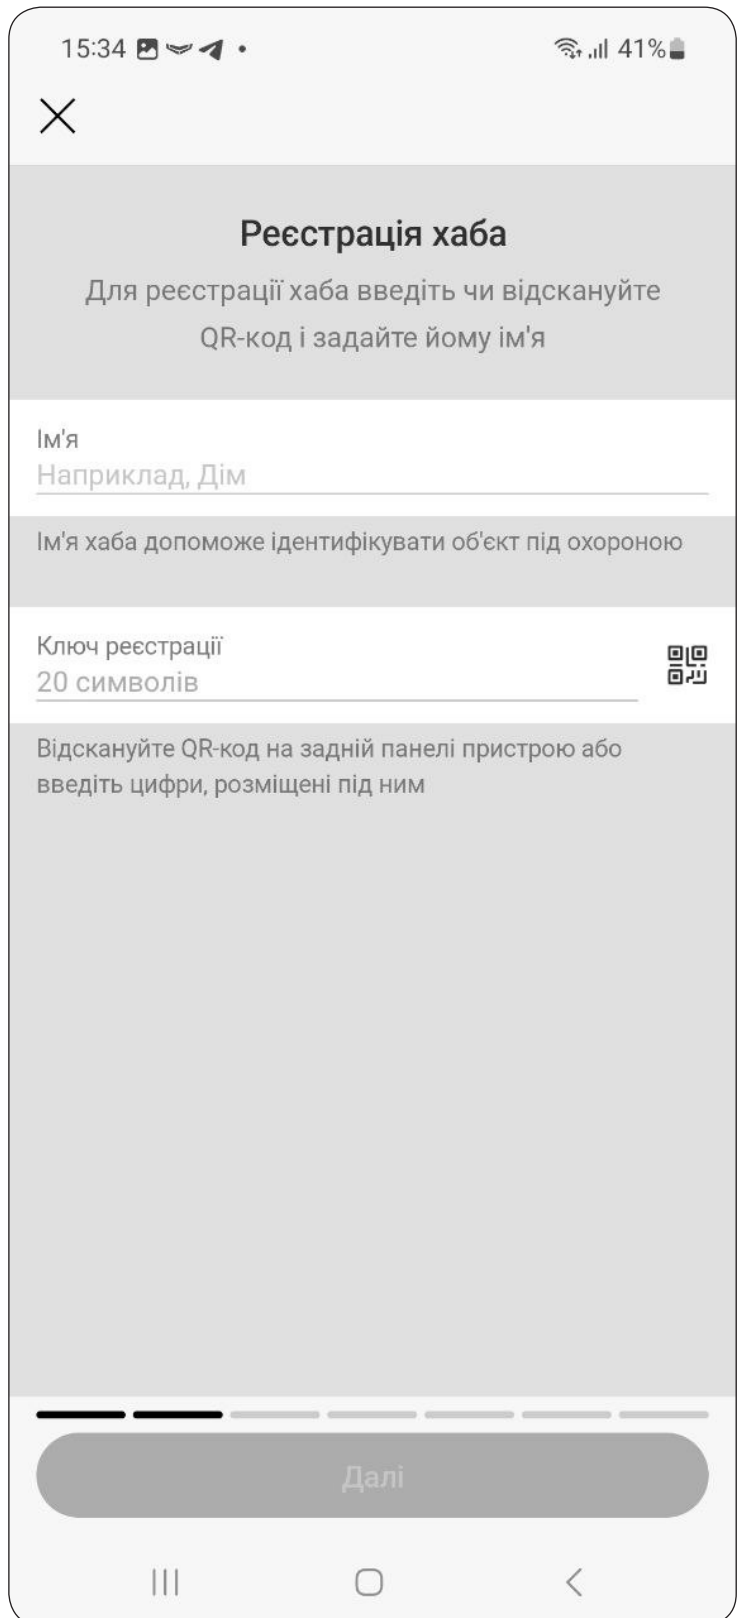 15:34
41%
Реєстрація хаба
Для реєстрації хаба введіть чи відскануйте
QR-код і задайте йому ім'я
Ім'я
Наприклад, Дім
Ім'я хаба допоможе ідентифікувати об'єкт під охороною
Ключ реєстрації
20 символів
Відскануйте QR-код на задній панелі пристрою або
введіть цифри, розміщені під ним
Далі